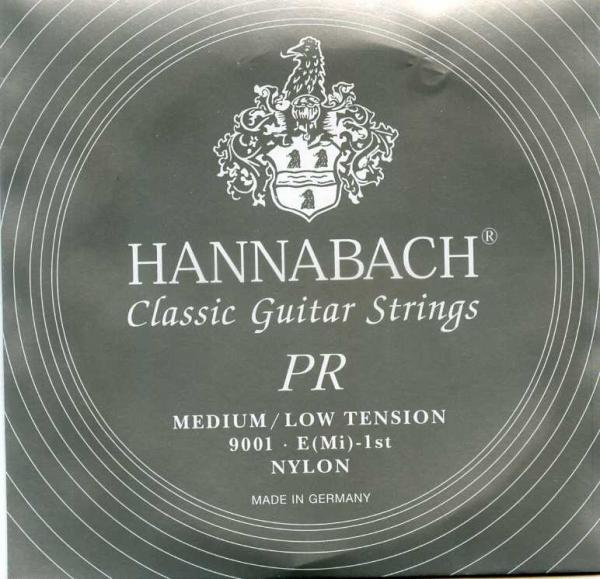 HANNABACH®
Classic Guitar Strings
PR
MEDIUM/LOW TENSION
9001 · E(Mi)-1st
NYLON
MADE IN GERMANY